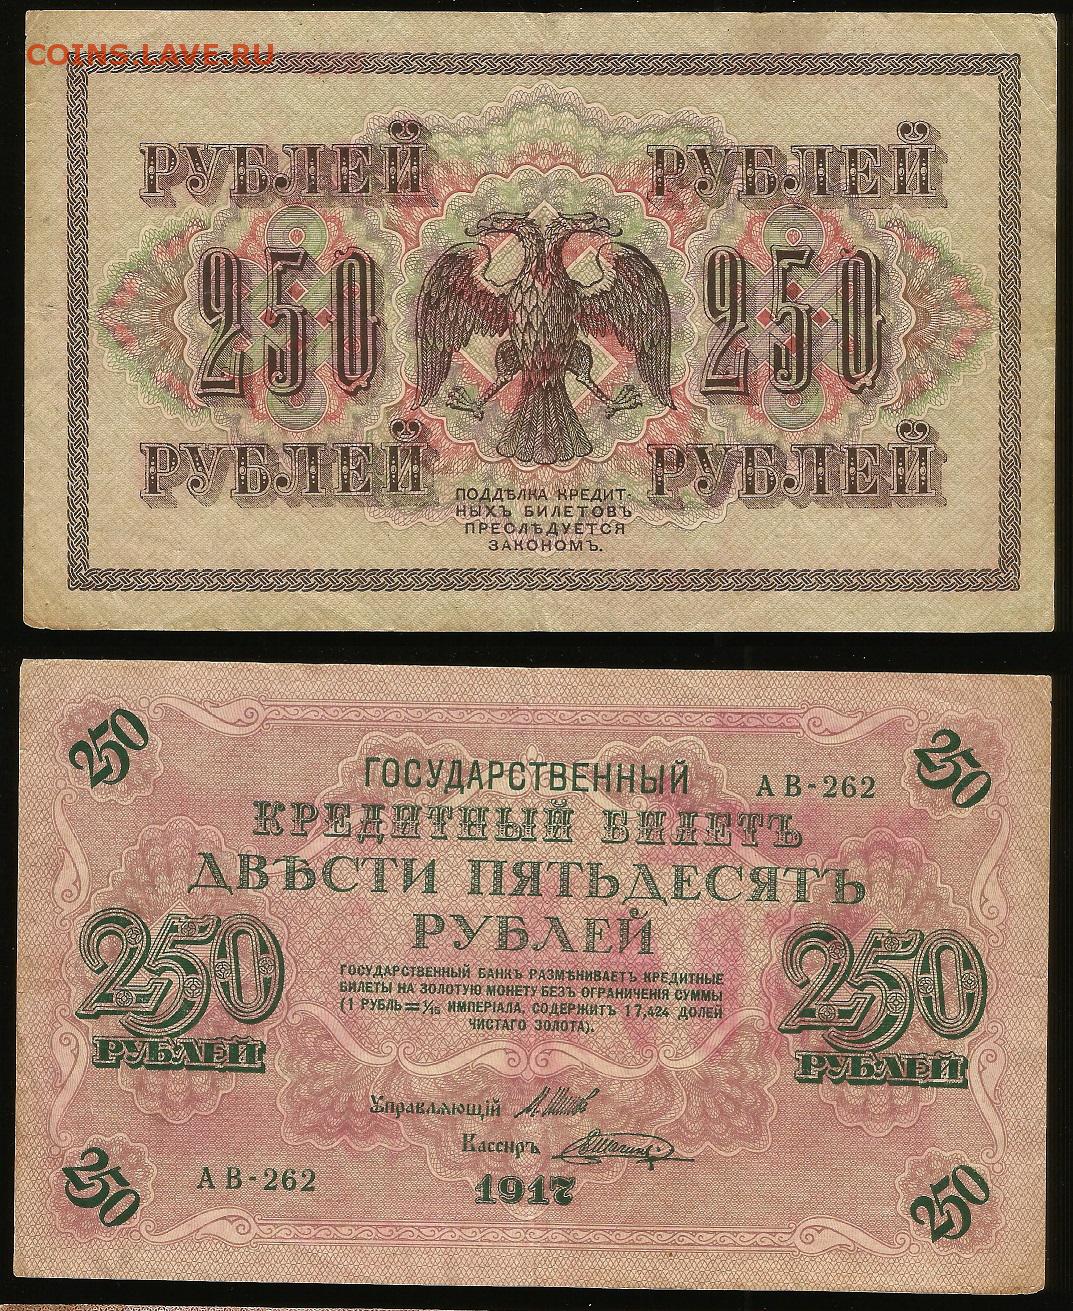 COINS.LAVE.RU
РУБЛЕЙ РУБЛЕЙ
250 250
РУБЛЕЙ РУБЛЕЙ
ПОДДѢЛКА КРЕДИТ-
НЫХЪ БИЛЕТОВЪ
ПРЕСЛѢДУЕТСЯ
ЗАКОНОМЪ.
250 250
ГОСУДАРСТВЕННЫЙ
АВ-262
КРЕДИТНЫЙ БИЛЕТЪ
ДВѢСТИ ПЯТЬДЕСЯТЪ
РУБЛЕЙ
250 250
РУБЛЕЙ РУБЛЕЙ
ГОСУДАРСТВЕННЫЙ БАНКЪ РАЗМѢНИВАЕТЪ КРЕДИТНЫЕ
БИЛЕТЫ НА ЗОЛОТУЮ МОНЕТУ БЕЗЪ ОГРАНИЧЕНІЯ СУММЫ
(1 РУБЛЬ=1/15 ИМПЕРІАЛА, СОДЕРЖИТЪ 17,424 ДОЛЕЙ
ЧИСТАГО ЗОЛОТА).
Управляющій И.Шипов
Кассиръ
АВ-262
1917
250 250